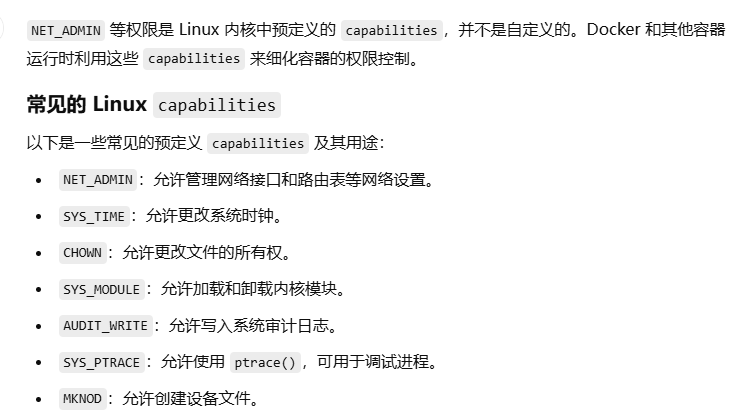 NET_ADMIN 等权限是 Linux 内核中预定义的 capabilities，并不是自定义的。Docker 和其他容器
运行时利用这些 capabilities 来细化容器的权限控制。
常见的 Linux capabilities
以下是一些常见的预定义 capabilities 及其用途：
• NET_ADMIN：允许管理网络接口和路由表等网络设置。
• SYS_TIME：允许更改系统时钟。
• CHOWN：允许更改文件的所有权。
• SYS_MODULE：允许加载和卸载内核模块。
• AUDIT_WRITE：允许写入系统审计日志。
• SYS_PTRACE：允许使用 ptrace()，可用于调试进程。
• MKNOD：允许创建设备文件。